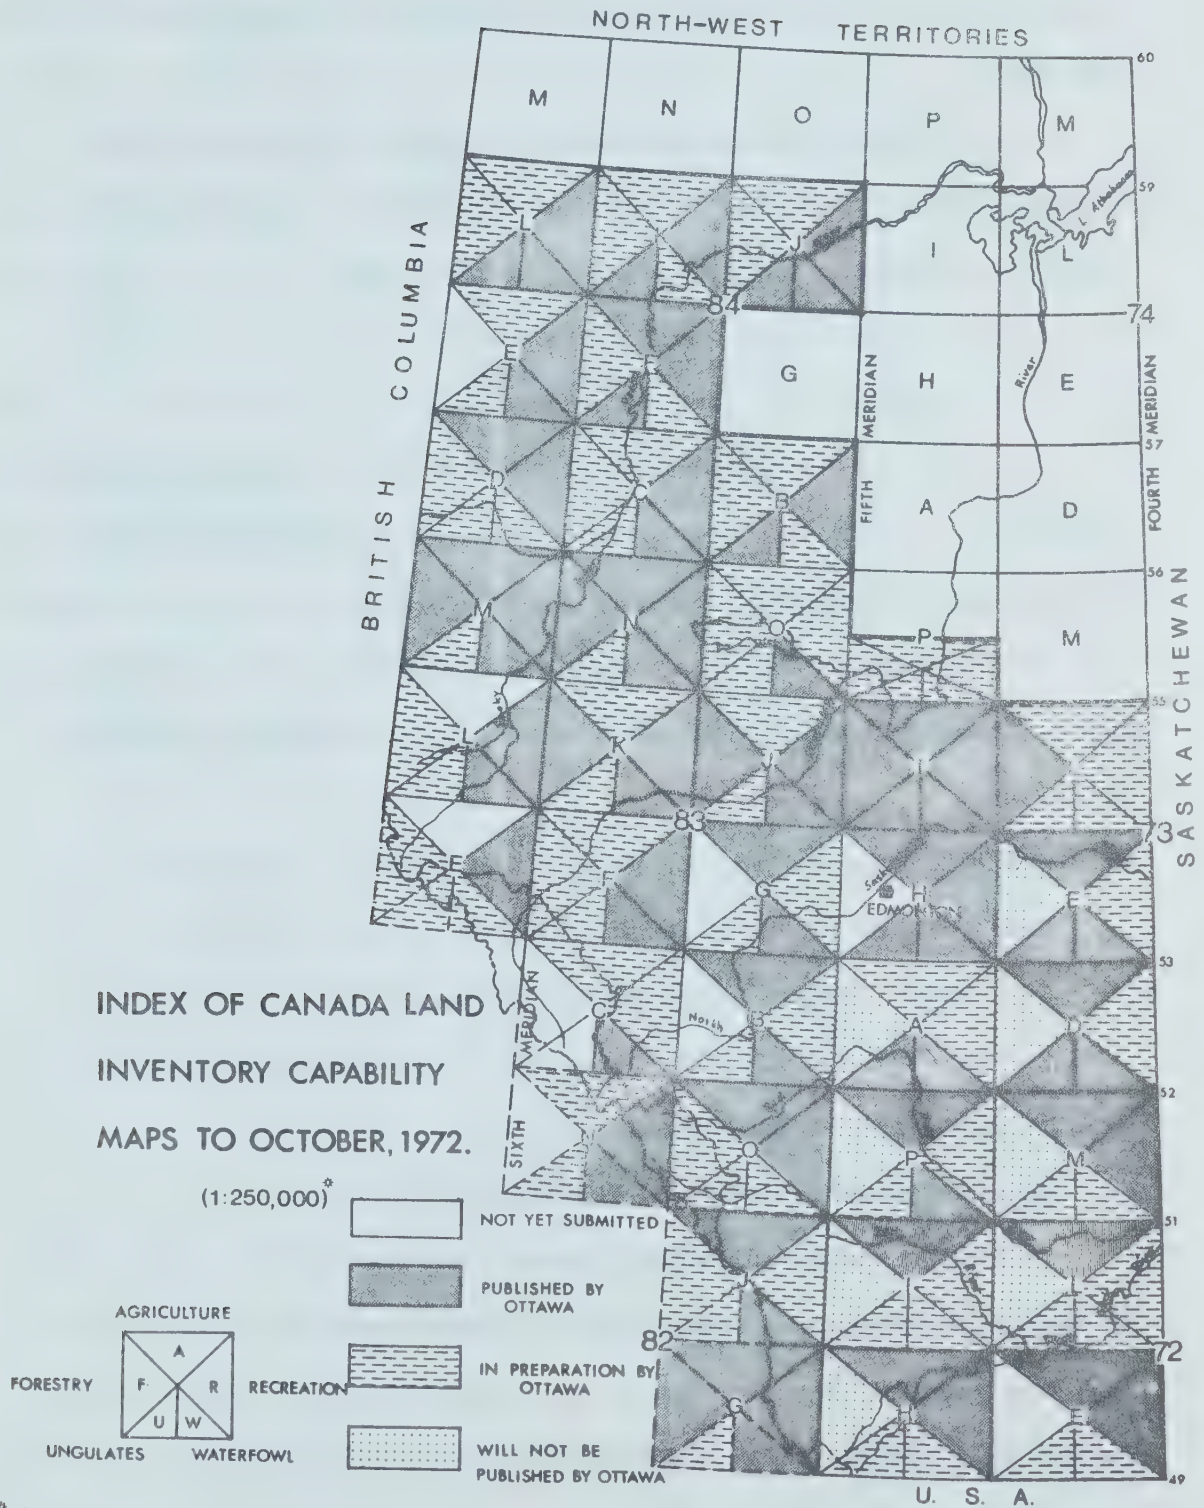 NORTH-WEST TERRITORIES
60
M N O P M
59
L J I L
Athabasca
84 74
E F G H E
River
57
D C B A D
56
M N O P M
55
L K J I L
83 73
E F G H E
Sask
EDMONTON
53
C B A D
North
52
Red
O P M
51
J I L
82 72
G H E
49
BRITISH COLUMBIA
FIFTH MERIDIAN
FOURTH MERIDIAN
SIXTH MERIDIAN
SASKATCHEWAN
U. S. A.
INDEX OF CANADA LAND
INVENTORY CAPABILITY
MAPS TO OCTOBER, 1972.
(1:250,000)*
NOT YET SUBMITTED
PUBLISHED BY
OTTAWA
IN PREPARATION BY
OTTAWA
WILL NOT BE
PUBLISHED BY OTTAWA
AGRICULTURE
A
FORESTRY F R RECREATION
U W
UNGULATES WATERFOWL